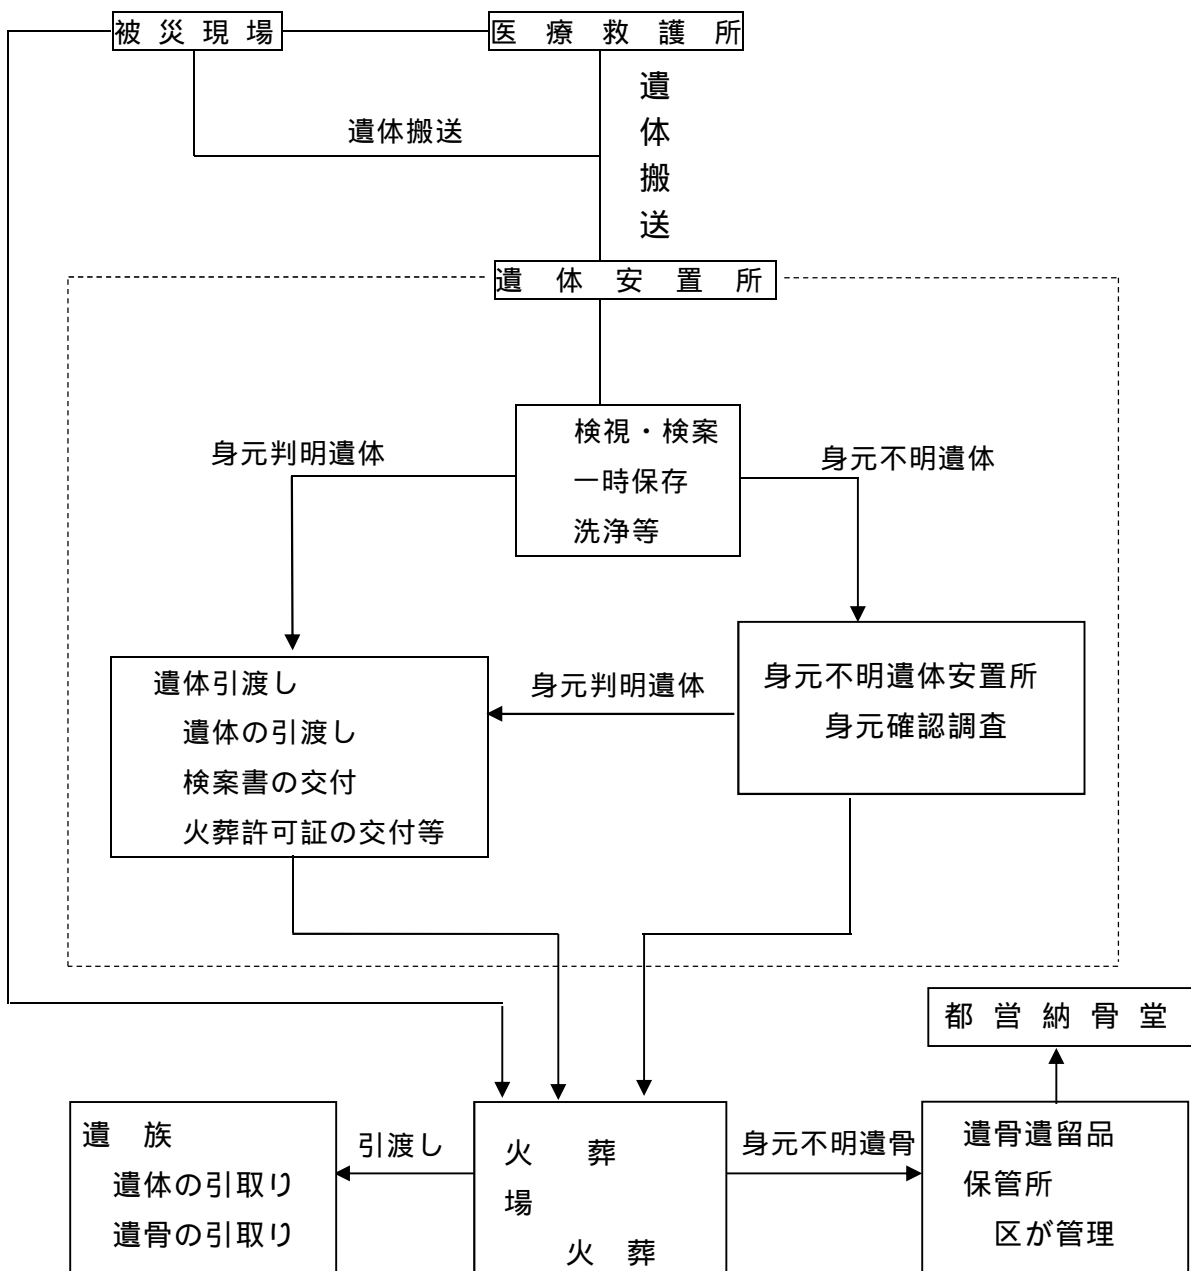 被災現場
医療救護所
遺体搬送
遺体搬送
遺体安置所
検視・検案
一時保存
洗浄等
身元判明遺体
身元不明遺体
遺体引渡し
遺体の引渡し
検案書の交付
火葬許可証の交付等
身元判明遺体
身元不明遺体安置所
身元確認調査
都営納骨堂
遺 族
遺体の引取り
遺骨の引取り
引渡し
火 葬
場
火 葬
身元不明遺骨
遺骨遺留品
保管所
区が管理